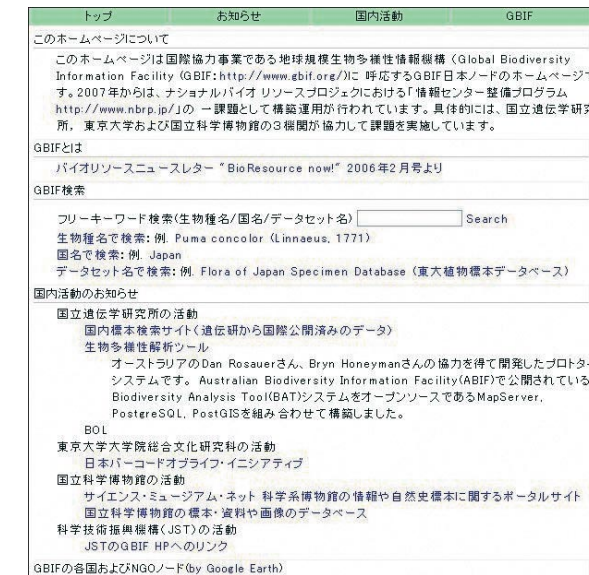 トップ お知らせ 国内活動 GBIF
このホームページについて
このホームページは国際協力事業である地球規模生物多様性情報機構 (Global Biodiversity
Information Facility (GBIF:http://www.gbif.org/)に 呼応するGBIF日本ノードのホームページで
す。2007年からは、ナショナルバイオ リソースプロジェクにおける「情報センター整備プログラム
http://www.nbrp.jp/」の 一課題として構築運用が行われています。具体的には、国立遺伝学研究
所, 東京大学および国立科学博物館の3機関が協力して課題を実施しています。
GBIFとは
バイオリソースニュースレター “BioResource now!” 2006年2月号より
GBIF検索
フリーキーワード検索(生物種名/国名/データセット名) Search
生物種名で検索:例. Puma concolor (Linnaeus, 1771)
国名で検索:例. Japan
データセット名で検索:例. Flora of Japan Specimen Database (東大植物標本データベース)
国内活動のお知らせ
国立遺伝学研究所の活動
国内標本検索サイト(遺伝研から国際公開済みのデータ)
生物多様性解析ツール
オーストラリアのDan Rosauerさん、Bryn Honeymanさんの協力を得て開発したプロトタ
システムです。 Australian Biodiversity Information Facility(ABIF)で公開されている
Biodiversity Analysis Tool(BAT)システムをオープンソースであるMapServer,
PostgreSQL, PostGISを組み合わせて構築しました。
BOL
東京大学大学院総合文化研究科の活動
日本バーコードオブライフ・イニシアティブ
国立科学博物館の活動
サイエンス・ミュージアム・ネット 科学系博物館の情報や自然史標本に関するポータルサイト
国立科学博物館の標本・資料や画像のデータベース
科学技術振興機構(JST)の活動
JSTのGBIF HPへのリンク
GBIFの各国およびNGOノード(by Google Earth)